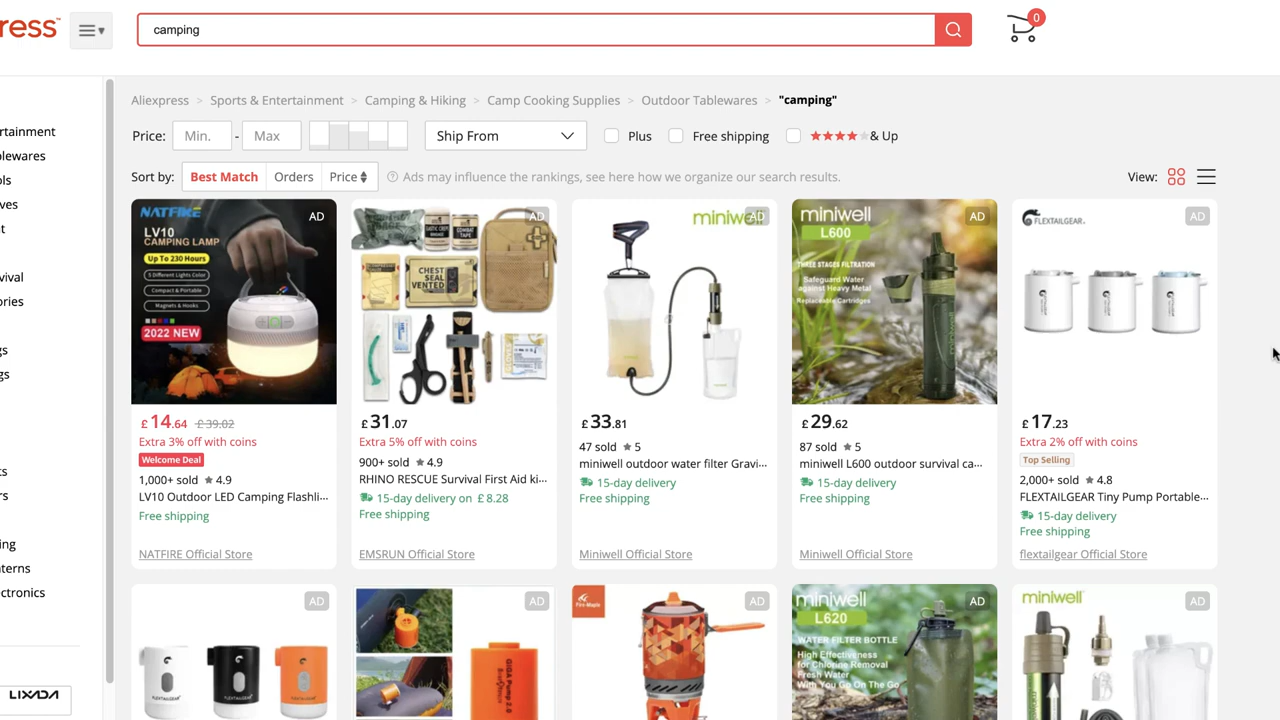 ress™
camping
0
Aliexpress > Sports & Entertainment > Camping & Hiking > Camp Cooking Supplies > Outdoor Tablewares > "camping"
Price: Min. - Max Ship From Plus Free shipping & Up
Sort by: Best Match Orders Price Ads may influence the rankings, see here how we organize our search results. View:
rtainment
lewares
ls
ves
t
vival
ories
s
gs
ts
rs
ing
terns
ctronics
LIXADA
NATFIRE AD
LV10
CAMPING LAMP
Up To 230 Hours
3 Different Lights Color
Compact & Portable
Magnets & Hooks
2022 NEW
£14.64 £39.02
Extra 3% off with coins
Welcome Deal
1,000+ sold ★ 4.9
LV10 Outdoor LED Camping Flashli...
Free shipping
NATFIRE Official Store
AD
CHEST SEAL
VENTED
£31.07
Extra 5% off with coins
900+ sold ★ 4.9
RHINO RESCUE Survival First Aid ki...
15-day delivery on £ 8.28
Free shipping
EMSRUN Official Store
miniwell AD
£33.81
47 sold ★ 5
miniwell outdoor water filter Gravi...
15-day delivery
Free shipping
Miniwell Official Store
miniwell AD
L600
THREE STAGES FILTRATION
Safeguard Water
against Heavy Metal
Replaceable Cartridges
£29.62
87 sold ★ 5
miniwell L600 outdoor survival ca...
15-day delivery
Free shipping
Miniwell Official Store
FLEXTAILGEAR AD
£17.23
Extra 2% off with coins
Top Selling
2,000+ sold ★ 4.8
FLEXTAILGEAR Tiny Pump Portable...
15-day delivery
Free shipping
flextailgear Official Store
AD
AD
GIGA Pump 2.0
Fire Maple AD
miniwell AD
L620
WATER FILTER BOTTLE
High Effectiveness
for Chlorine Removal
Fresh Water
With You Go On The Go
miniwell AD